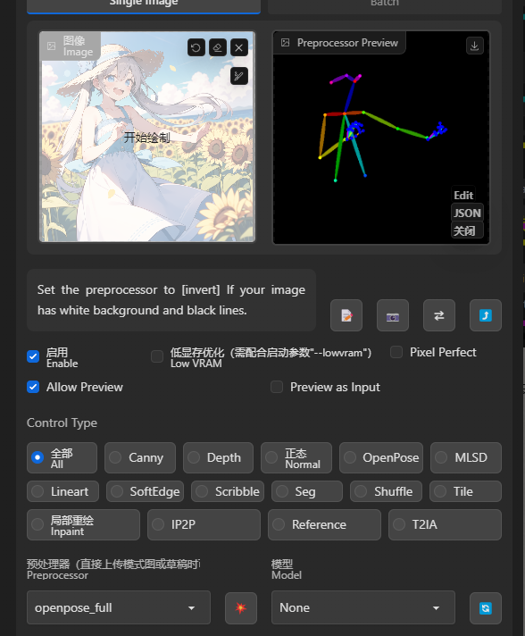 Single Image
Batch
图像
Image
Preprocessor Preview
开始绘制
Edit
JSON
关闭
Set the preprocessor to [invert] If your image
has white background and black lines.
启用
Enable
低显存优化（需配合启动参数"--lowvram"）
Low VRAM
Pixel Perfect
Allow Preview
Preview as Input
Control Type
全部
All
Canny
Depth
正态
Normal
OpenPose
MLSD
Lineart
SoftEdge
Scribble
Seg
Shuffle
Tile
局部重绘
Inpaint
IP2P
Reference
T2IA
预处理器（直接上传模式图或草稿时
Preprocessor
模型
Model
openpose_full
None